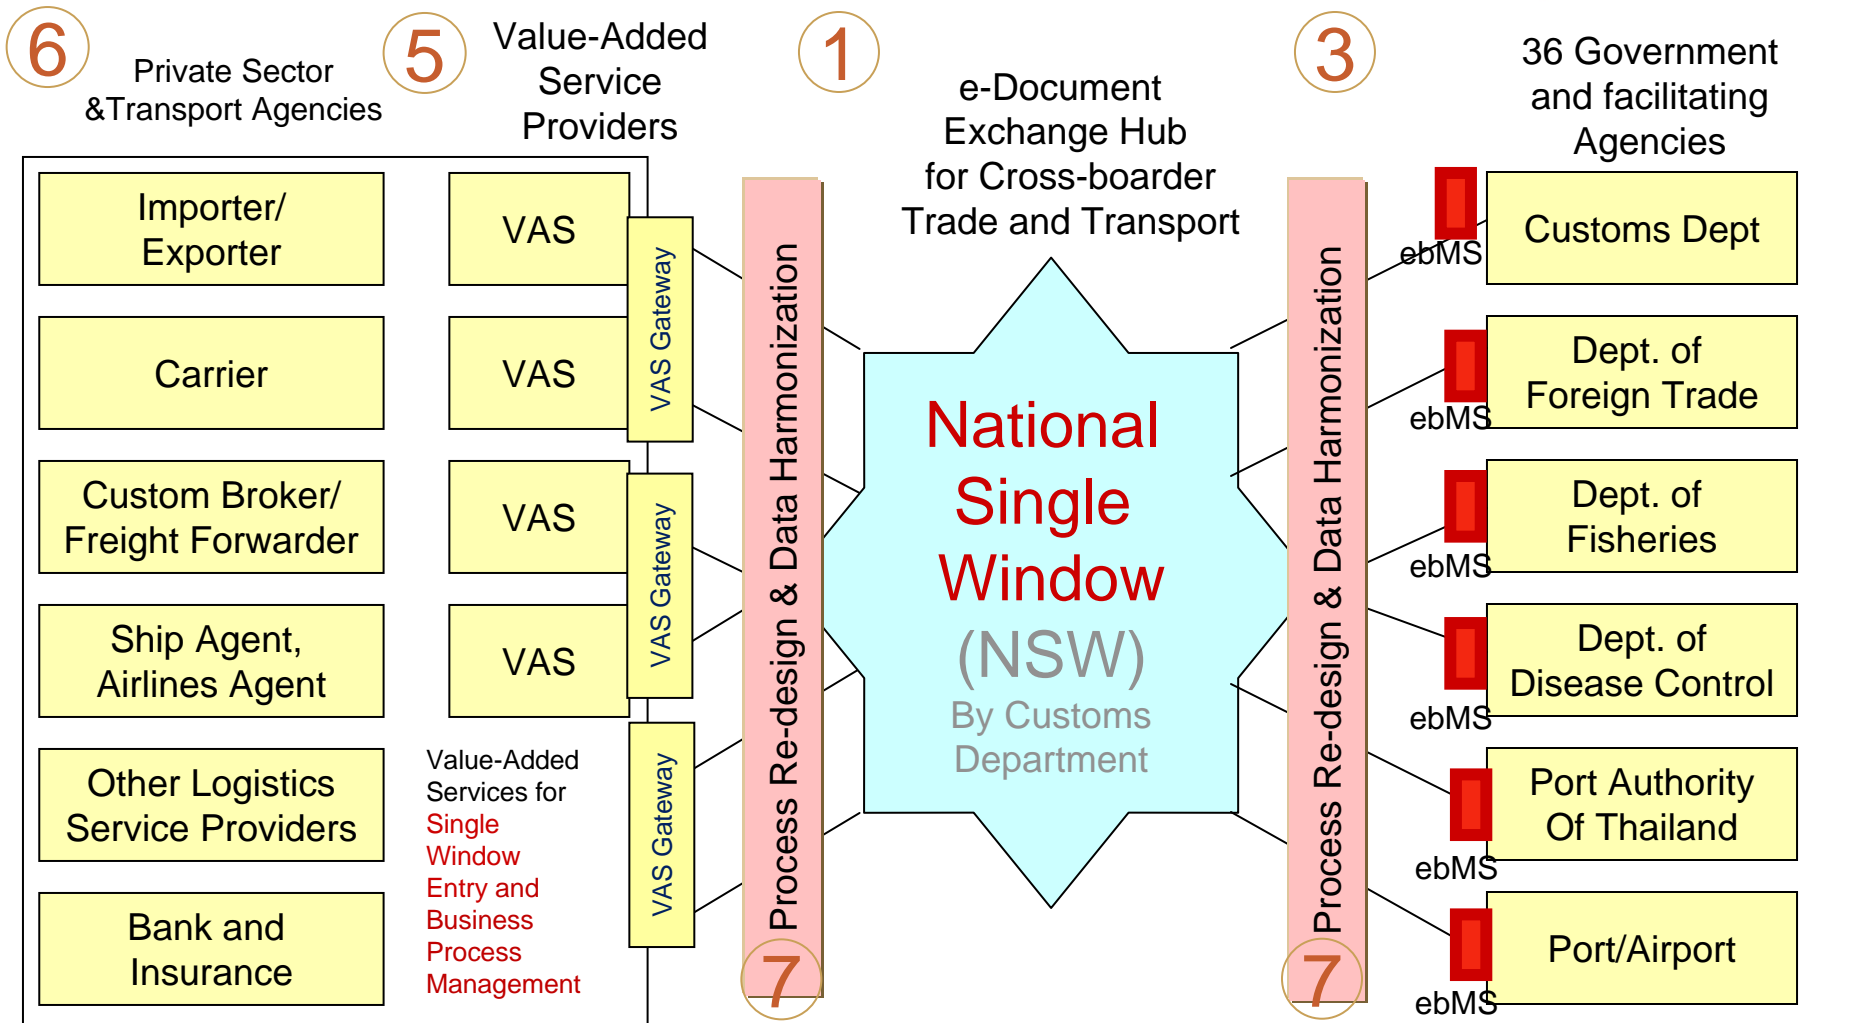 6
Private Sector
&Transport Agencies
5
Value-Added
Service
Providers
1
e-Document
Exchange Hub
for Cross-boarder
Trade and Transport
3
36 Government
and facilitating
Agencies
Importer/
Exporter
Carrier
Custom Broker/
Freight Forwarder
Ship Agent,
Airlines Agent
Other Logistics
Service Providers
Bank and
Insurance
VAS
VAS
VAS
VAS
Value-Added
Services for
Single
Window
Entry and
Business
Process
Management
VAS Gateway
VAS Gateway
VAS Gateway
Process Re-design & Data Harmonization
7
National
Single
Window
(NSW)
By Customs
Department
Process Re-design & Data Harmonization
7
ebMS
ebMS
ebMS
ebMS
ebMS
ebMS
Customs Dept
Dept. of
Foreign Trade
Dept. of
Fisheries
Dept. of
Disease Control
Port Authority
Of Thailand
Port/Airport